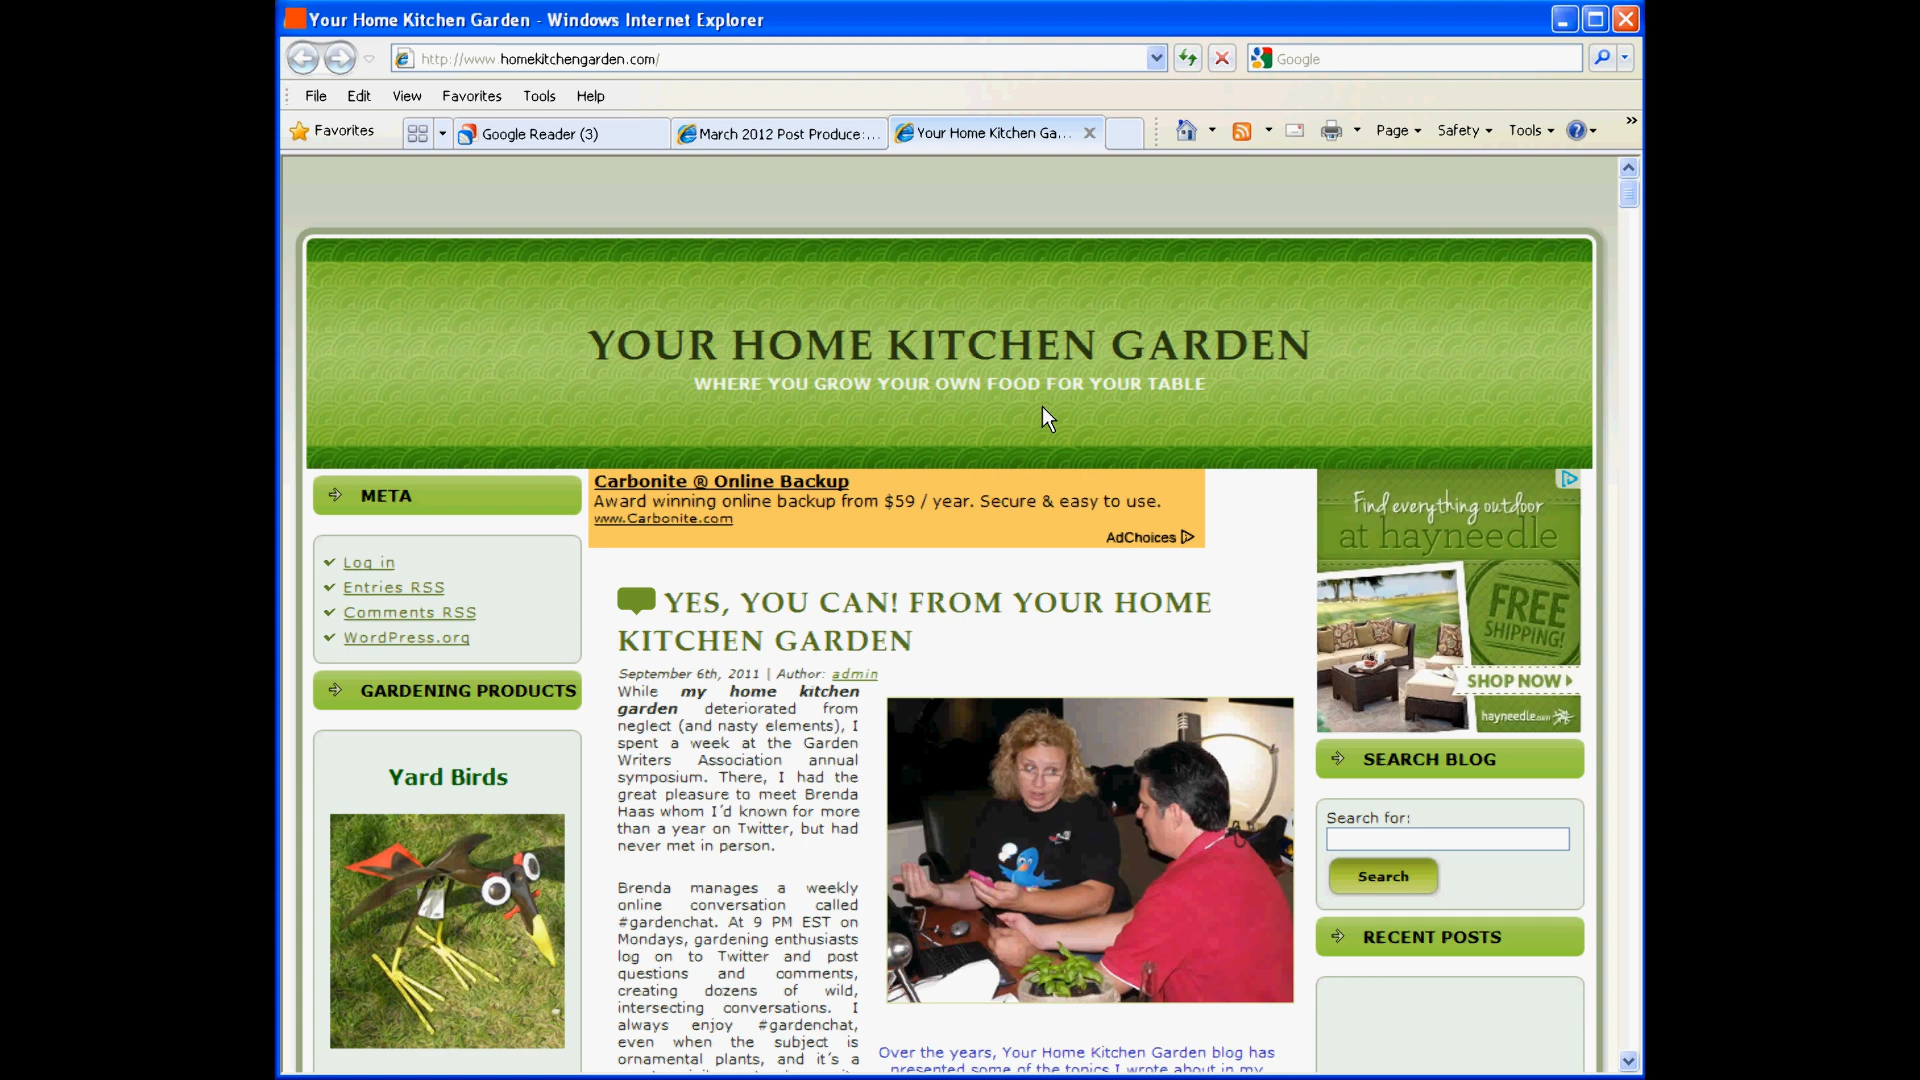 Your Home Kitchen Garden - Windows Internet Explorer
http://www.homekitchengarden.com/
Google
File Edit View Favorites Tools Help
Favorites
Google Reader (3)
March 2012 Post Produce:...
Your Home Kitchen Ga...
Page
Safety
Tools
»
YOUR HOME KITCHEN GARDEN
WHERE YOU GROW YOUR OWN FOOD FOR YOUR TABLE
META
Log in
Entries RSS
Comments RSS
WordPress.org
GARDENING PRODUCTS
Yard Birds
Carbonite ® Online Backup
Award winning online backup from $59 / year. Secure & easy to use.
www.Carbonite.com
AdChoices
YES, YOU CAN! FROM YOUR HOME
KITCHEN GARDEN
September 6th, 2011 | Author: admin
While my home kitchen
garden deteriorated from
neglect (and nasty elements), I
spent a week at the Garden
Writers Association annual
symposium. There, I had the
great pleasure to meet Brenda
Haas whom I'd known for more
than a year on Twitter, but had
never met in person.
Brenda manages a weekly
online conversation called
#gardenchat. At 9 PM EST on
Mondays, gardening enthusiasts
log on to Twitter and post
questions and comments,
creating dozens of wild,
intersecting conversations. I
always enjoy #gardenchat,
even when the subject is
ornamental plants, and it's a
Over the years, Your Home Kitchen Garden blog has
presented some of the topics I wrote about in my
Find everything outdoor
at hayneedle
FREE
SHIPPING!
SHOP NOW
hayneedle.com
SEARCH BLOG
Search for:
Search
RECENT POSTS